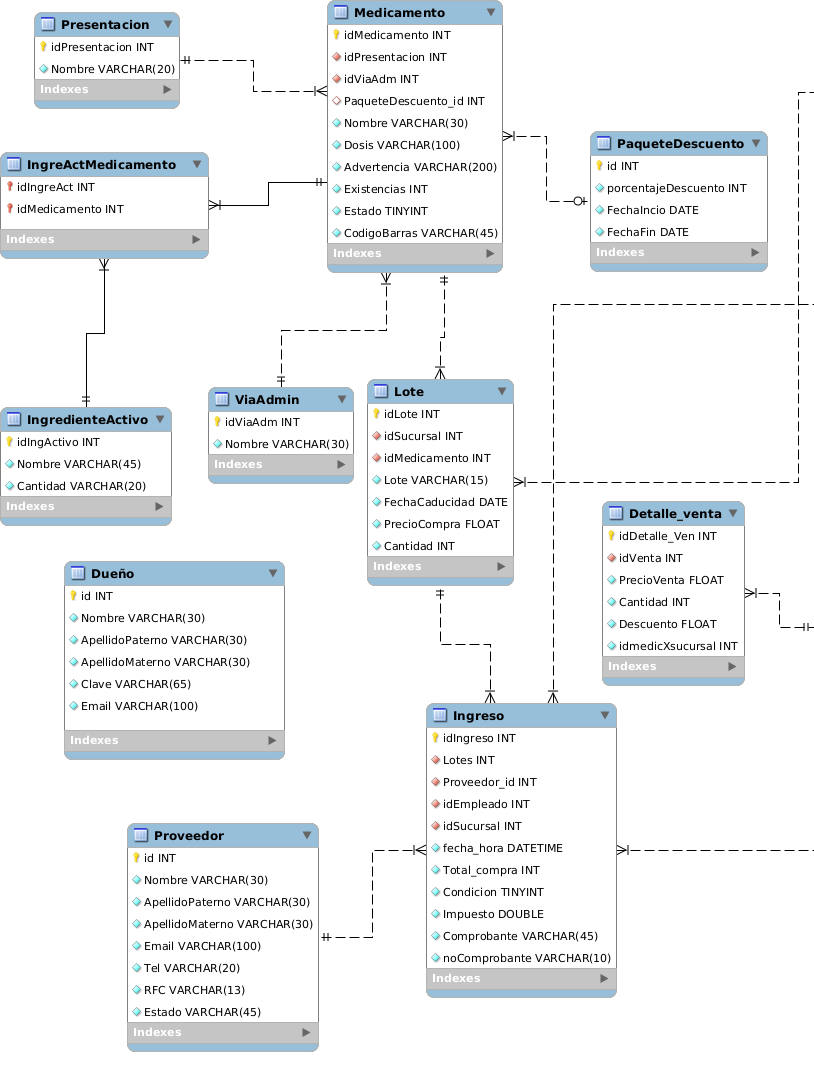 Presentacion
idPresentacion INT
Nombre VARCHAR(20)
Indexes
Medicamento
idMedicamento INT
idPresentacion INT
idViaAdm INT
PaqueteDescuento_id INT
Nombre VARCHAR(30)
Dosis VARCHAR(100)
Advertencia VARCHAR(200)
Existencias INT
Estado TINYINT
CodigoBarras VARCHAR(45)
Indexes
PaqueteDescuento
id INT
porcentajeDescuento INT
FechaIncio DATE
FechaFin DATE
Indexes
IngreActMedicamento
idIngreAct INT
idMedicamento INT
Indexes
IngredienteActivo
idIngActivo INT
Nombre VARCHAR(45)
Cantidad VARCHAR(20)
Indexes
ViaAdmin
idViaAdm INT
Nombre VARCHAR(30)
Indexes
Lote
idLote INT
idSucursal INT
idMedicamento INT
Lote VARCHAR(15)
FechaCaducidad DATE
PrecioCompra FLOAT
Cantidad INT
Indexes
Detalle_venta
idDetalle_Ven INT
idVenta INT
PrecioVenta FLOAT
Cantidad INT
Descuento FLOAT
idmedicXsucursal INT
Indexes
Dueño
id INT
Nombre VARCHAR(30)
ApellidoPaterno VARCHAR(30)
ApellidoMaterno VARCHAR(30)
Clave VARCHAR(65)
Email VARCHAR(100)
Indexes
Ingreso
idIngreso INT
Lotes INT
Proveedor_id INT
idEmpleado INT
idSucursal INT
fecha_hora DATETIME
Total_compra INT
Condicion TINYINT
Impuesto DOUBLE
Comprobante VARCHAR(45)
noComprobante VARCHAR(10)
Indexes
Proveedor
id INT
Nombre VARCHAR(30)
ApellidoPaterno VARCHAR(30)
ApellidoMaterno VARCHAR(30)
Email VARCHAR(100)
Tel VARCHAR(20)
RFC VARCHAR(13)
Estado VARCHAR(45)
Indexes